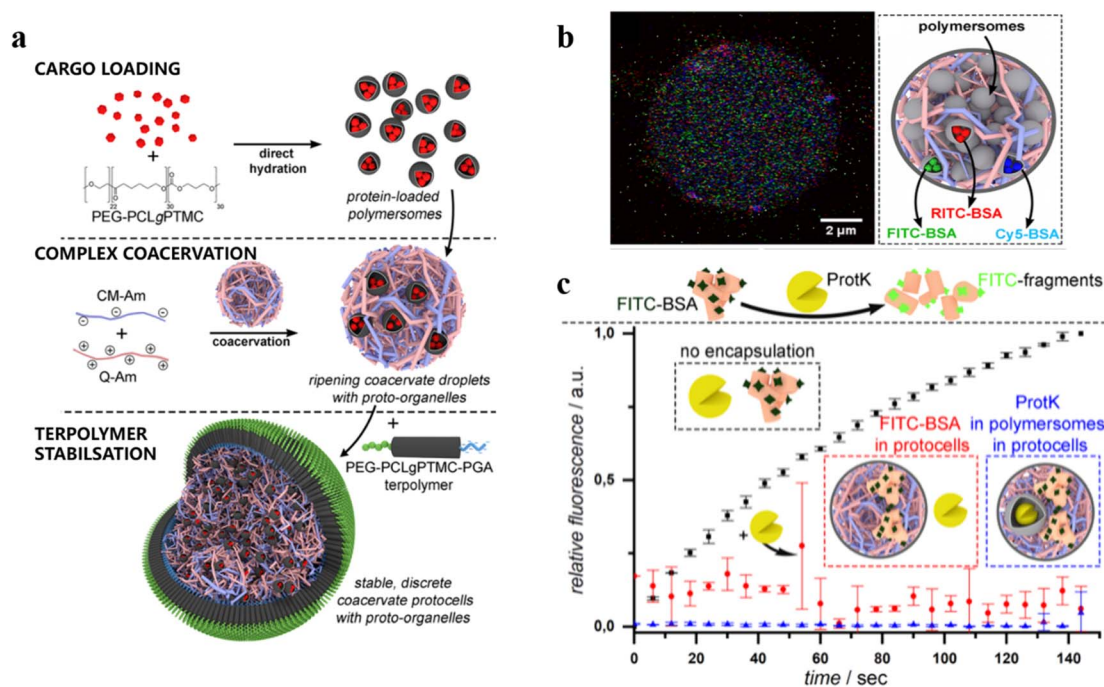 a
CARGO LOADING
+
direct
hydration
O
O
O
O
O
O
22
30
30
PEG-PCLgPTMC
protein-loaded
polymersomes
COMPLEX COACERVATION
CM-Am
+
Q-Am
coacervation
ripening coacervate droplets
with proto-organelles
+
TERPOLYMER
STABILSATION
PEG-PCLgPTMC-PGA
terpolymer
stable, discrete
coacervate protocells
with proto-organelles
b
2 µm
polymersomes
RITC-BSA
FITC-BSA
Cy5-BSA
c
FITC-BSA
ProtK
FITC-fragments
1,0
0,5
0,0
relative fluorescence / a.u.
no encapsulation
+
FITC-BSA
in protocells
ProtK
in polymersomes
in protocells
0
20
40
60
80
100
120
140
time / sec